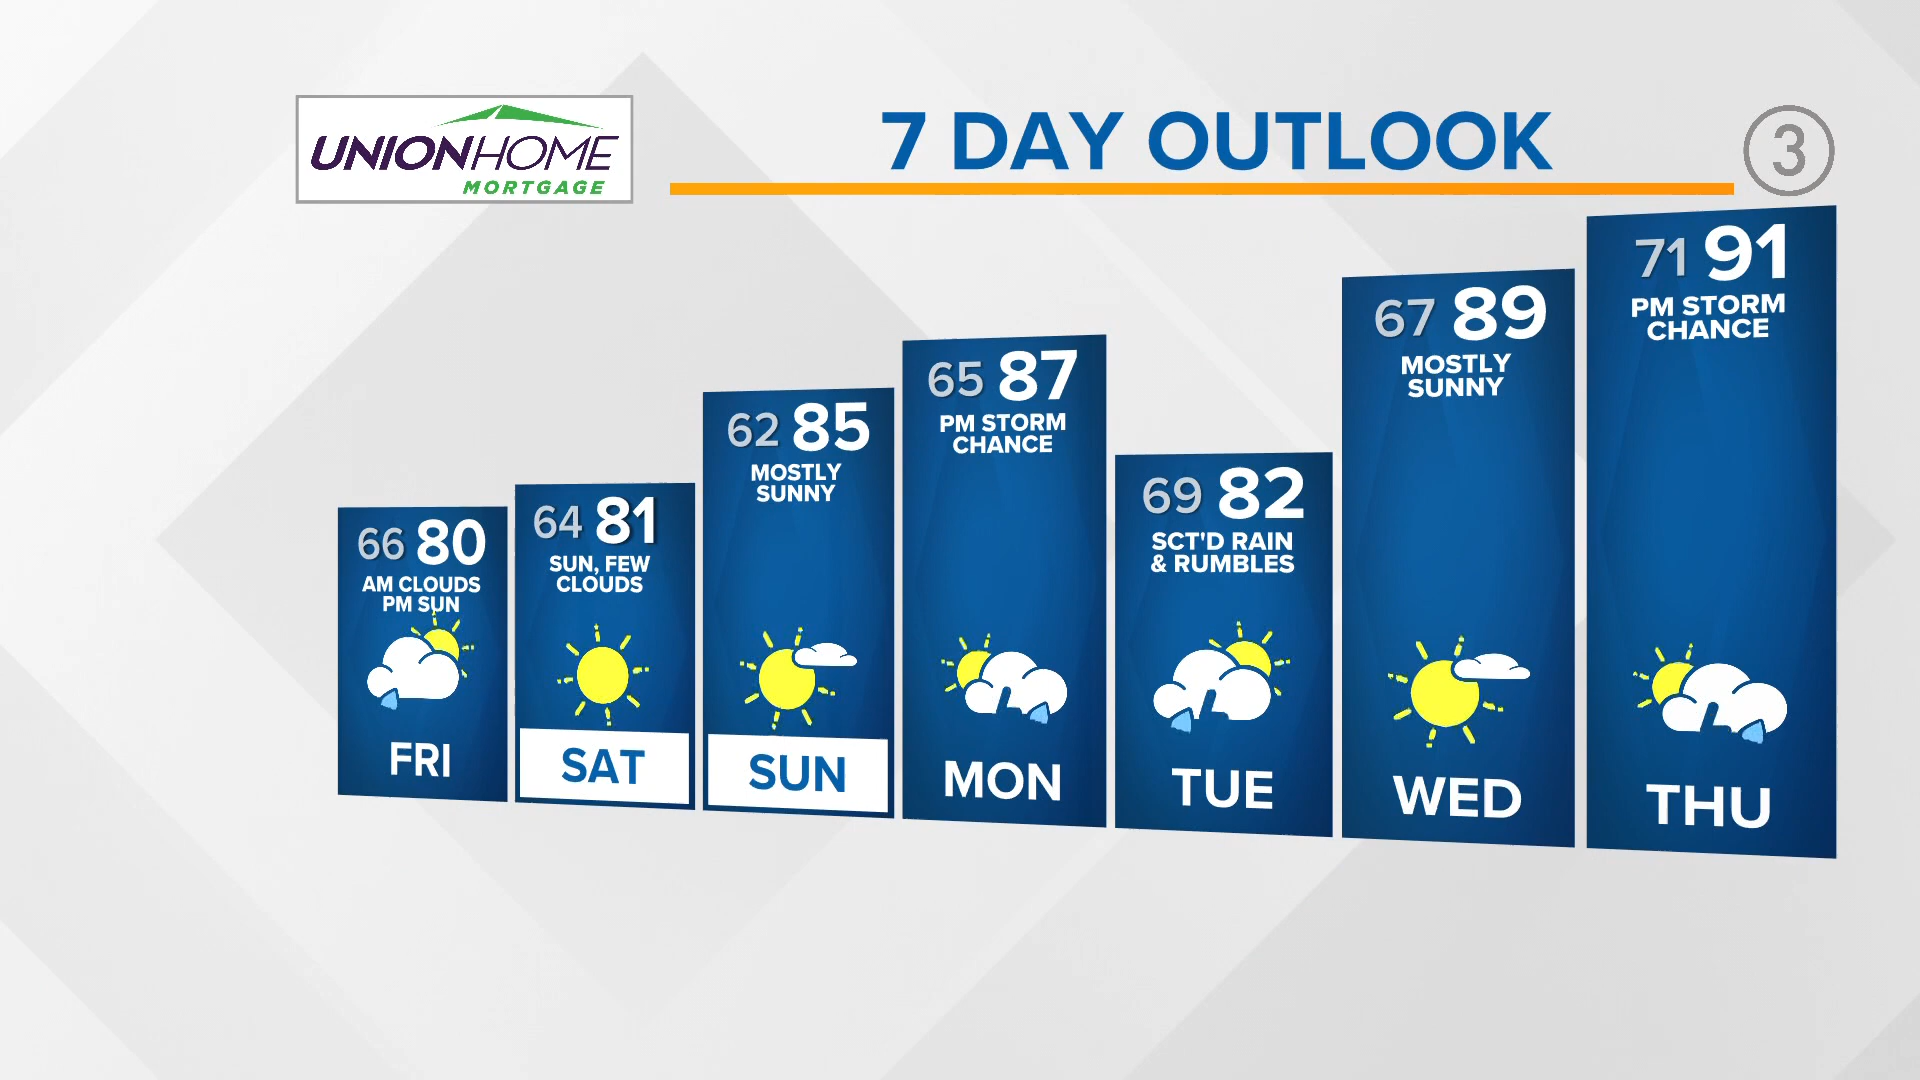 UNIONHOME
MORTGAGE
7 DAY OUTLOOK
3
66 80
AM CLOUDS
PM SUN
FRI
64 81
SUN, FEW
CLOUDS
SAT
62 85
MOSTLY
SUNNY
SUN
65 87
PM STORM
CHANCE
MON
69 82
SCT'D RAIN
& RUMBLES
TUE
67 89
MOSTLY
SUNNY
WED
71 91
PM STORM
CHANCE
THU